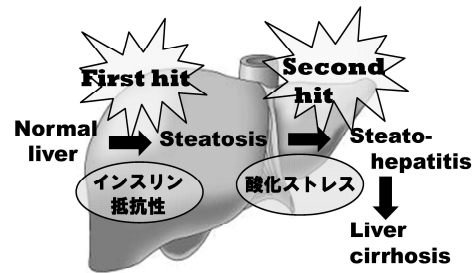 First hit
Second
hit
Normal
liver
Steatosis
Steato-
hepatitis
インスリン
抵抗性
酸化ストレス
Liver
cirrhosis